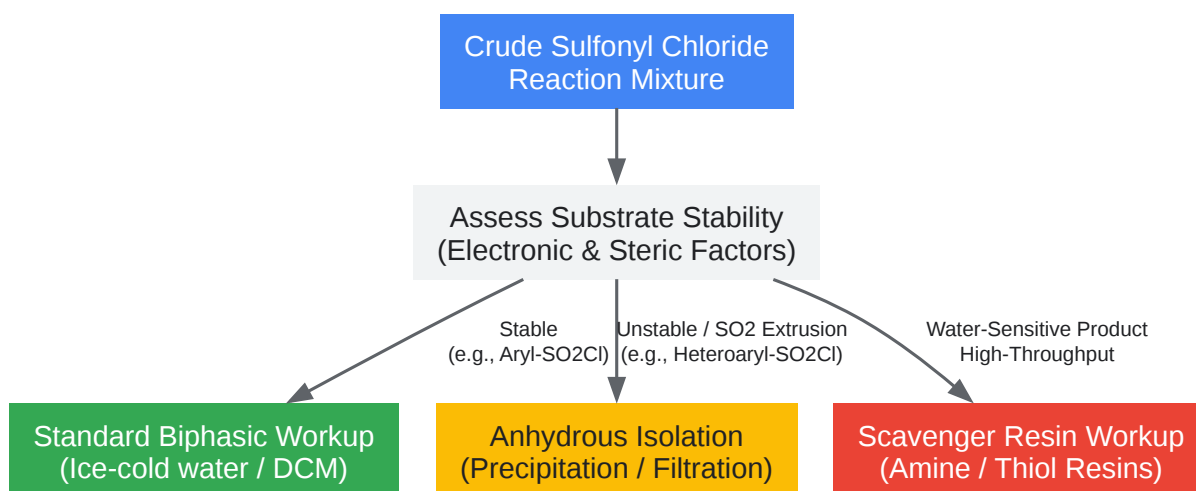 Crude Sulfonyl Chloride
Reaction Mixture
Assess Substrate Stability
(Electronic & Steric Factors)
Stable
(e.g., Aryl-SO2Cl)
Unstable / SO2 Extrusion
(e.g., Heteroaryl-SO2Cl)
Water-Sensitive Product
High-Throughput
Standard Biphasic Workup
(Ice-cold water / DCM)
Anhydrous Isolation
(Precipitation / Filtration)
Scavenger Resin Workup
(Amine / Thiol Resins)